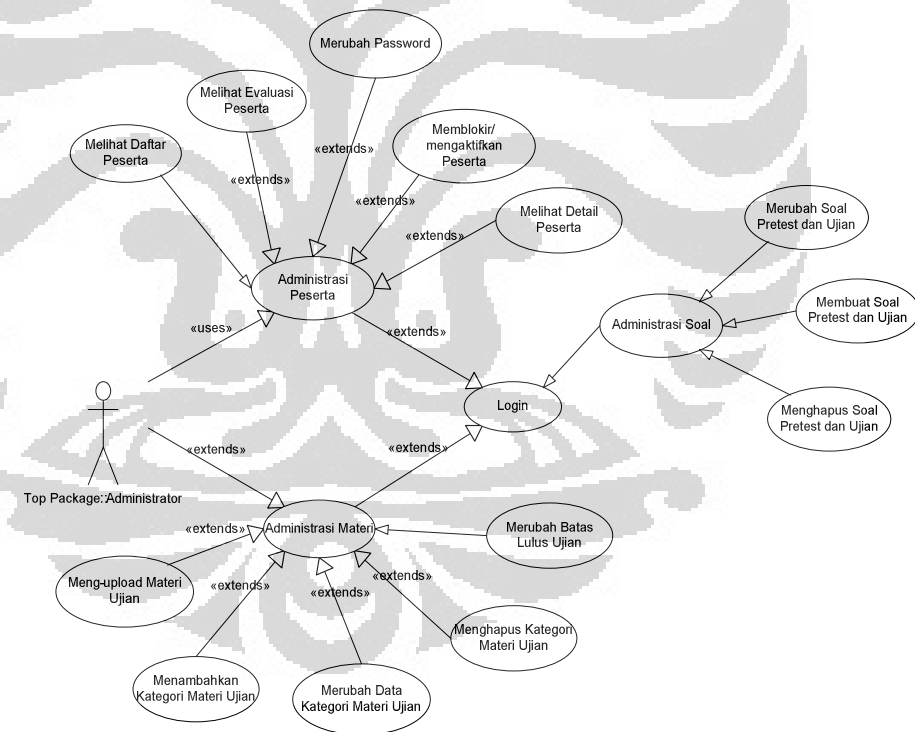 Merubah Password
Melihat Evaluasi
Peserta
Melihat Daftar
Peserta
Memblokir/
mengaktifkan
Peserta
«extends»
«extends»
«extends»
Melihat Detail
Peserta
«extends»
Merubah Soal
Pretest dan Ujian
Administrasi
Peserta
Membuat Soal
Pretest dan Ujian
Administrasi Soal
«uses»
«extends»
Menghapus Soal
Pretest dan Ujian
Login
«extends»
«extends»
Top Package::Administrator
«extends»
Administrasi Materi
Merubah Batas
Lulus Ujian
«extends»
«extends»
«extends»
Meng-upload Materi
Ujian
Menghapus Kategori
Materi Ujian
Menambahkan
Kategori Materi Ujian
Merubah Data
Kategori Materi Ujian